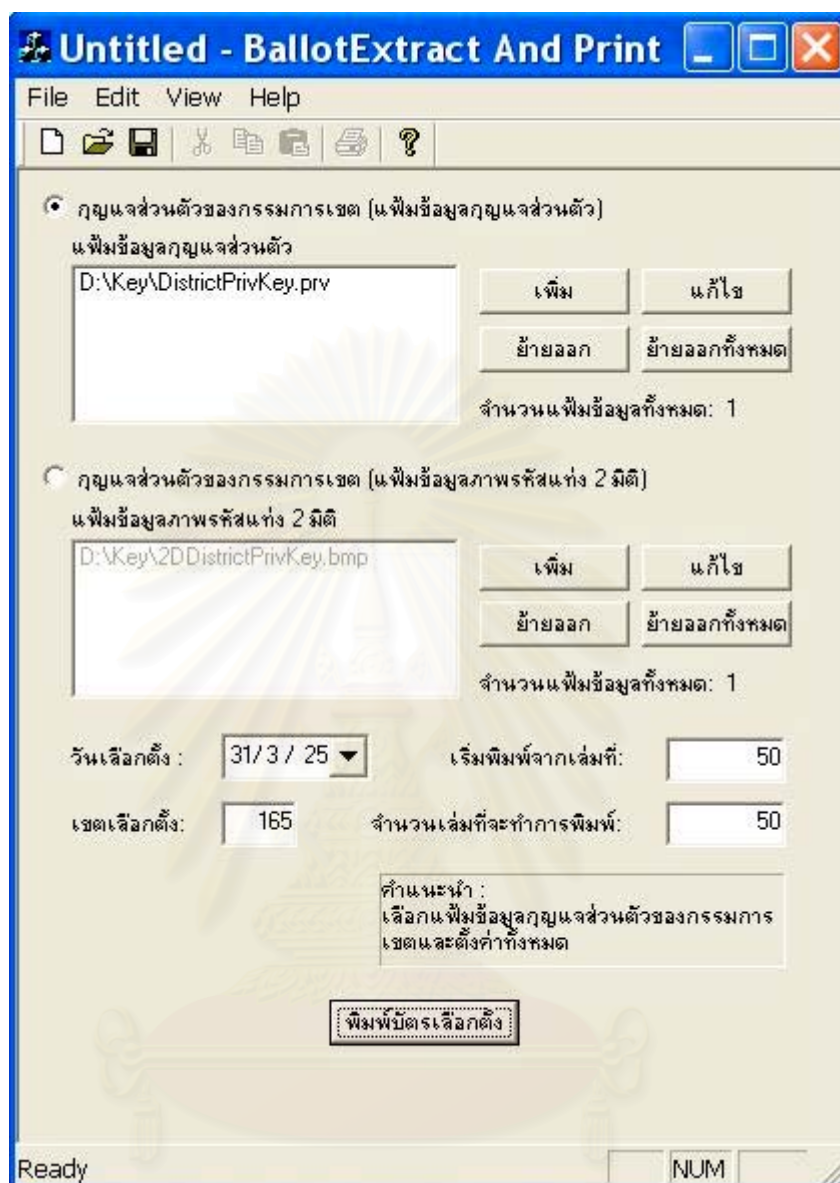 Untitled - BallotExtract And Print
File Edit View Help
กุญแจส่วนตัวของกรรมการเขต (แฟ้มข้อมูลกุญแจส่วนตัว)
แฟ้มข้อมูลกุญแจส่วนตัว
D:\Key\DistrictPrivKey.prv
เพิ่ม แก้ไข
ย้ายออก ย้ายออกทั้งหมด
จำนวนแฟ้มข้อมูลทั้งหมด: 1
กุญแจส่วนตัวของกรรมการเขต (แฟ้มข้อมูลภาพรหัสแท่ง 2 มิติ)
แฟ้มข้อมูลภาพรหัสแท่ง 2 มิติ
D:\Key\2DDistrictPrivKey.bmp
เพิ่ม แก้ไข
ย้ายออก ย้ายออกทั้งหมด
จำนวนแฟ้มข้อมูลทั้งหมด: 1
วันเลือกตั้ง : 31/ 3 / 25 เริ่มพิมพ์จากเล่มที่: 50
เขตเลือกตั้ง: 165 จำนวนเล่มที่จะทำการพิมพ์: 50
คำแนะนำ :
เลือกแฟ้มข้อมูลกุญแจส่วนตัวของกรรมการ
เขตและตั้งค่าทั้งหมด
พิมพ์บัตรเลือกตั้ง
Ready NUM